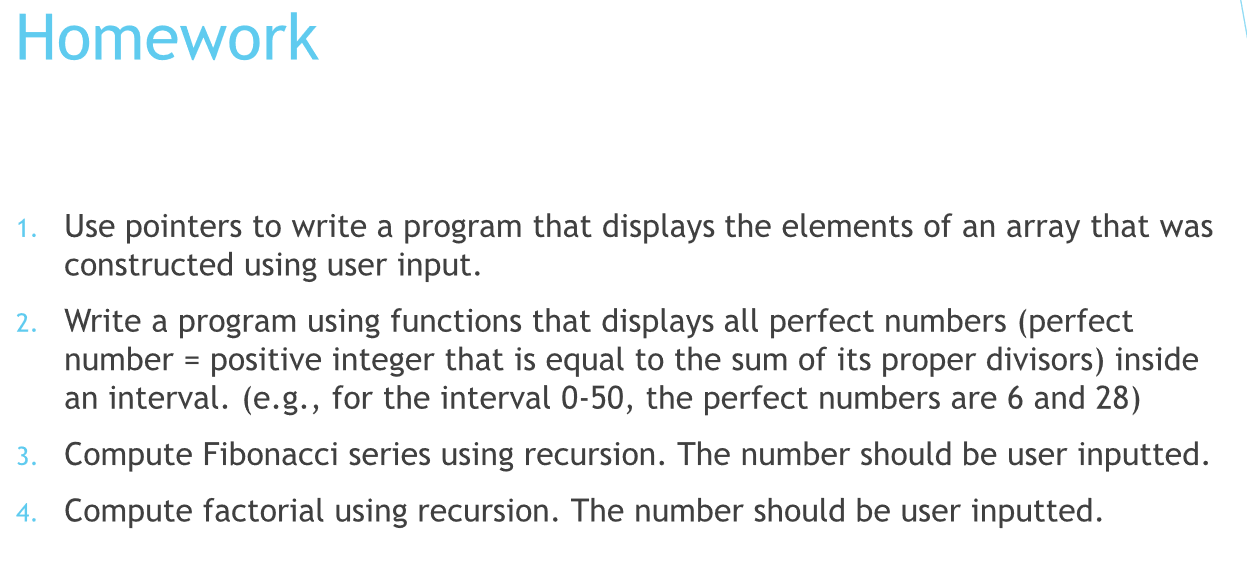 Homework
1. Use pointers to write a program that displays the elements of an array that was
constructed using user input.
2. Write a program using functions that displays all perfect numbers (perfect
number = positive integer that is equal to the sum of its proper divisors) inside
an interval. (e.g., for the interval 0-50, the perfect numbers are 6 and 28)
3. Compute Fibonacci series using recursion. The number should be user inputted.
4. Compute factorial using recursion. The number should be user inputted.